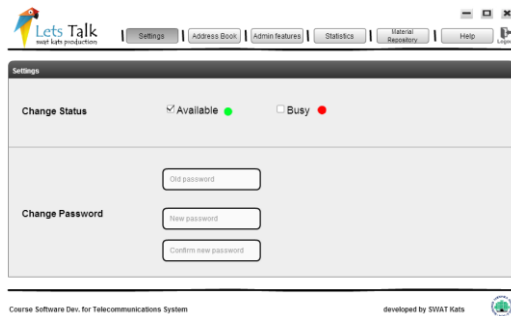 Lets Talk
swat kats production
Settings
Address Book
Admin features
Statistics
Material
Repository
Help
Logout
Settings
Change Status
Available
Busy
Change Password
Old password
New password
Confirm new password
Course Software Dev. for Telecommunications System
developed by SWAT Kats